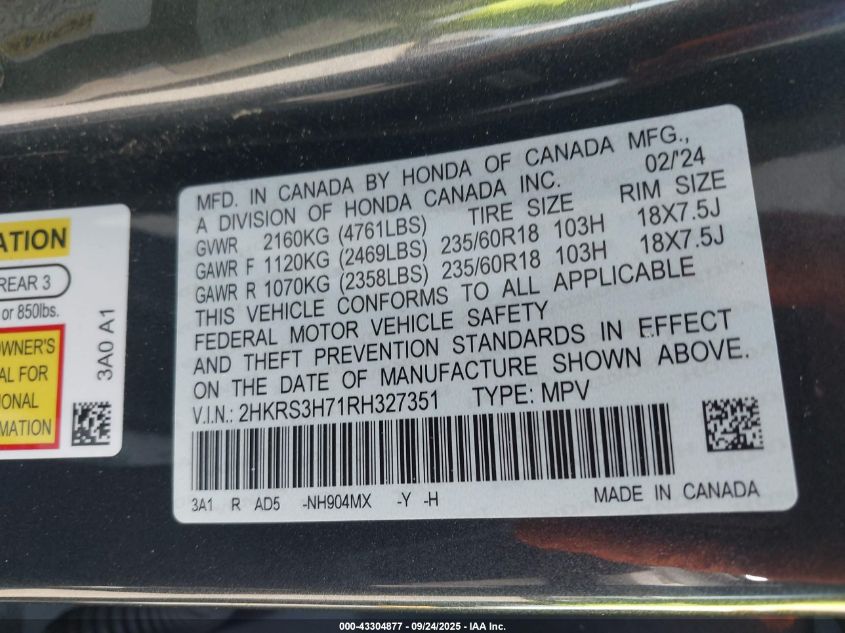 MFD. IN CANADA BY HONDA OF CANADA MFG.,
A DIVISION OF HONDA CANADA INC. 02/'24
GVWR 2160KG (4761LBS) TIRE SIZE RIM SIZE
GAWR F 1120KG (2469LBS) 235/60R18 103H 18X7.5J
GAWR R 1070KG (2358LBS) 235/60R18 103H 18X7.5J
THIS VEHICLE CONFORMS TO ALL APPLICABLE
FEDERAL MOTOR VEHICLE SAFETY
AND THEFT PREVENTION STANDARDS IN EFFECT
ON THE DATE OF MANUFACTURE SHOWN ABOVE.
V.I.N.: 2HKRS3H71RH327351 TYPE: MPV
3A1 R AD5 -NH904MX -Y -H MADE IN CANADA
ATION
REAR 3
or 850lbs.
OWNER'S
AL FOR
IONAL
MATION
3A0 A1
000-43304877 - 09/24/2025 - IAA Inc.